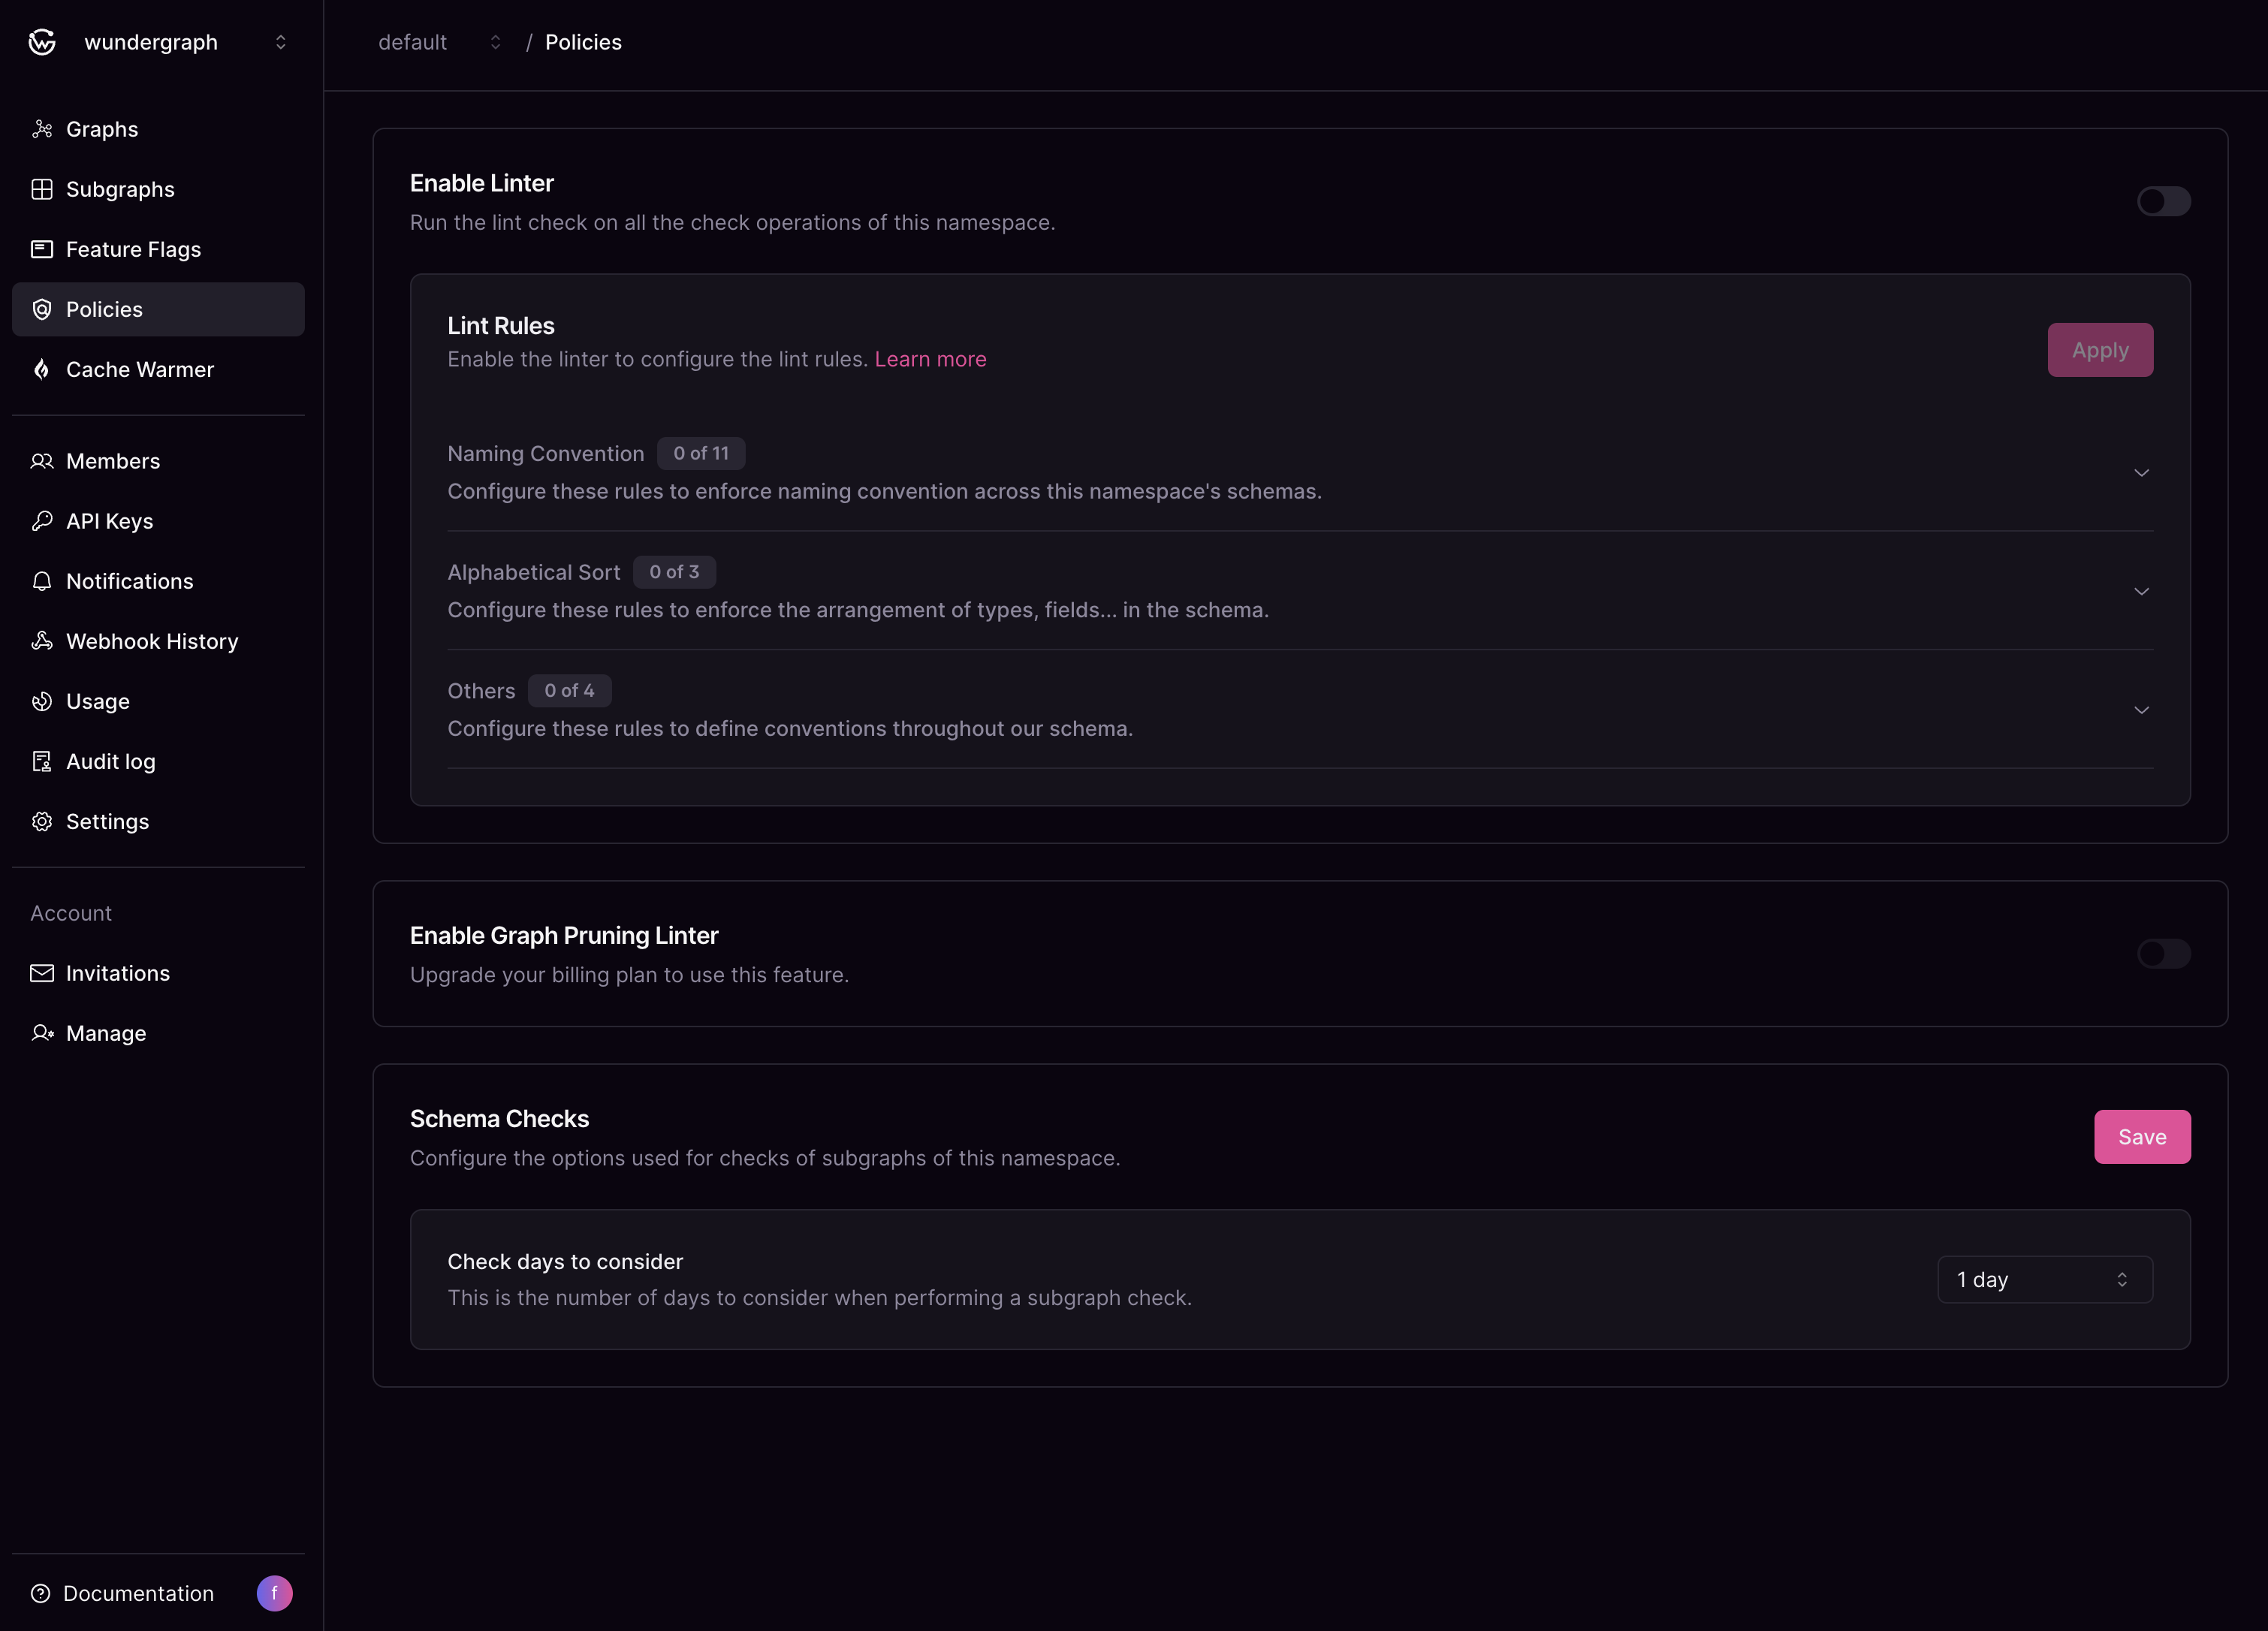 wundergraph
default / Policies
Graphs
Subgraphs
Feature Flags
Policies
Cache Warmer
Members
API Keys
Notifications
Webhook History
Usage
Audit log
Settings
Account
Invitations
Manage
Documentation
f
Enable Linter
Run the lint check on all the check operations of this namespace.
Lint Rules
Enable the linter to configure the lint rules. Learn more
Apply
Naming Convention 0 of 11
Configure these rules to enforce naming convention across this namespace's schemas.
Alphabetical Sort 0 of 3
Configure these rules to enforce the arrangement of types, fields... in the schema.
Others 0 of 4
Configure these rules to define conventions throughout our schema.
Enable Graph Pruning Linter
Upgrade your billing plan to use this feature.
Schema Checks
Configure the options used for checks of subgraphs of this namespace.
Save
Check days to consider
This is the number of days to consider when performing a subgraph check.
1 day